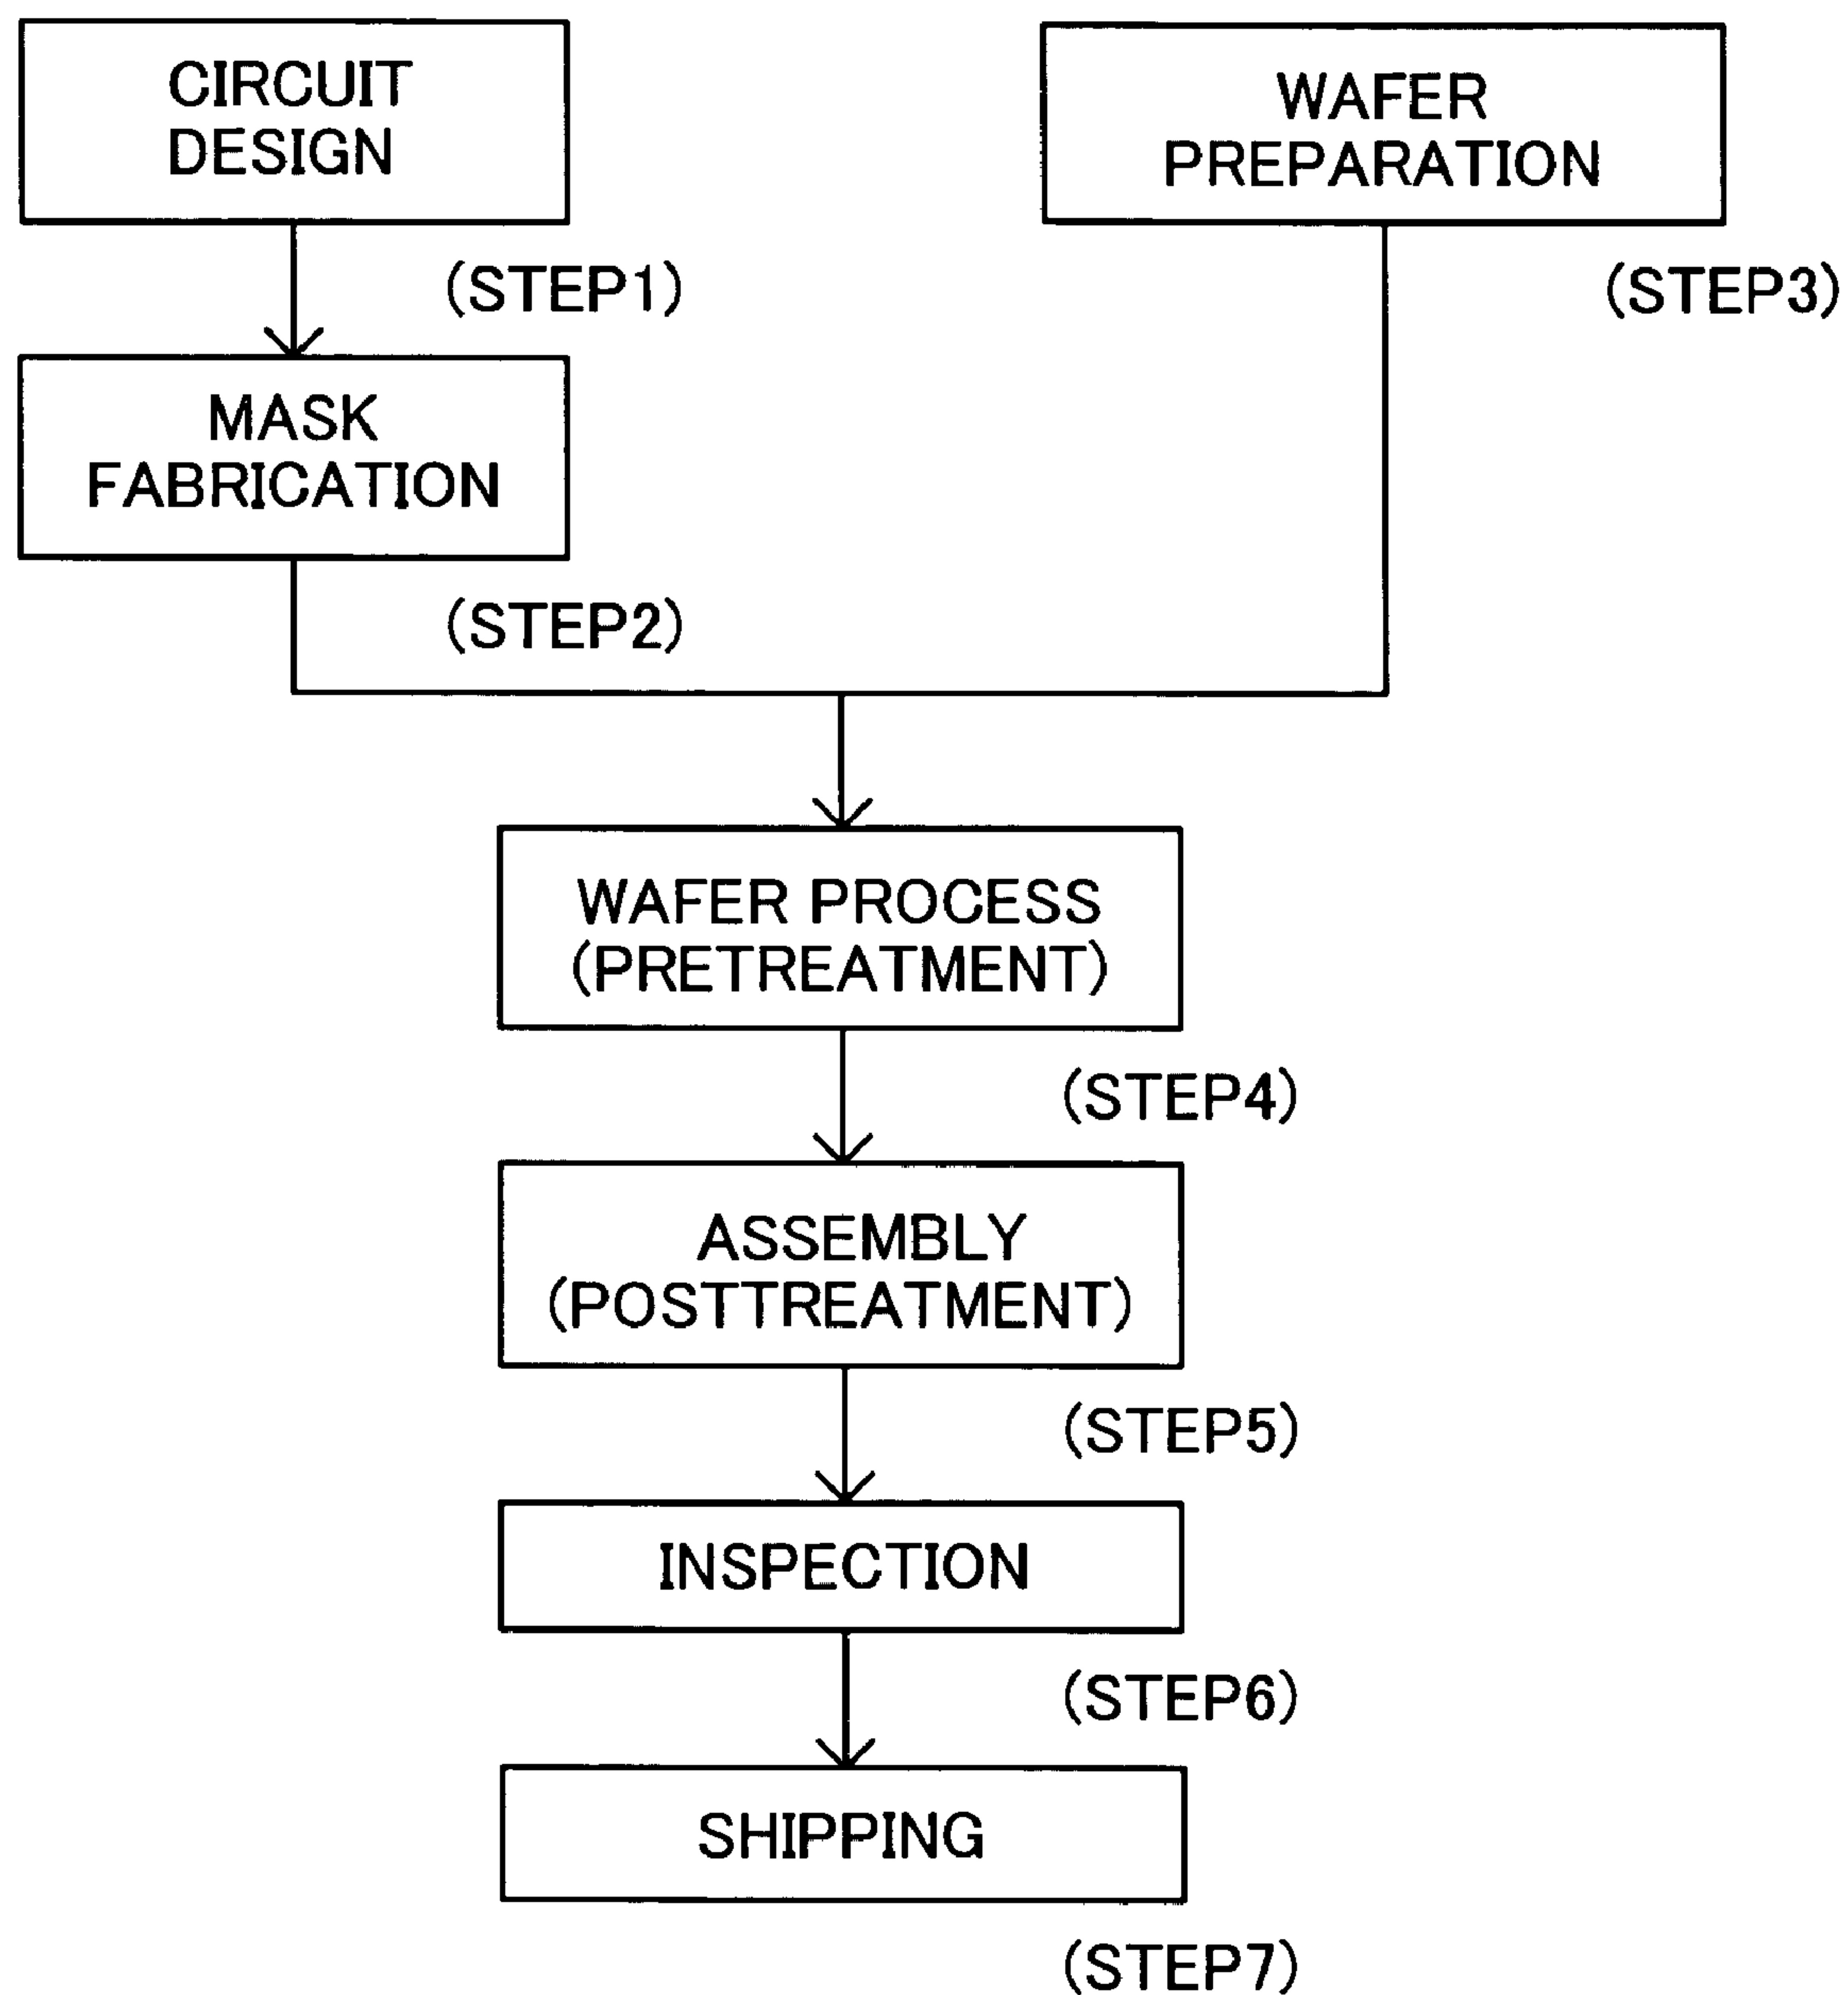 CIRCUIT
DESIGN
(STEP1)
MASK
FABRICATION
(STEP2)
WAFER
PREPARATION
(STEP3)
WAFER PROCESS
(PRETREATMENT)
(STEP4)
ASSEMBLY
(POSTTREATMENT)
(STEP5)
INSPECTION
(STEP6)
SHIPPING
(STEP7)